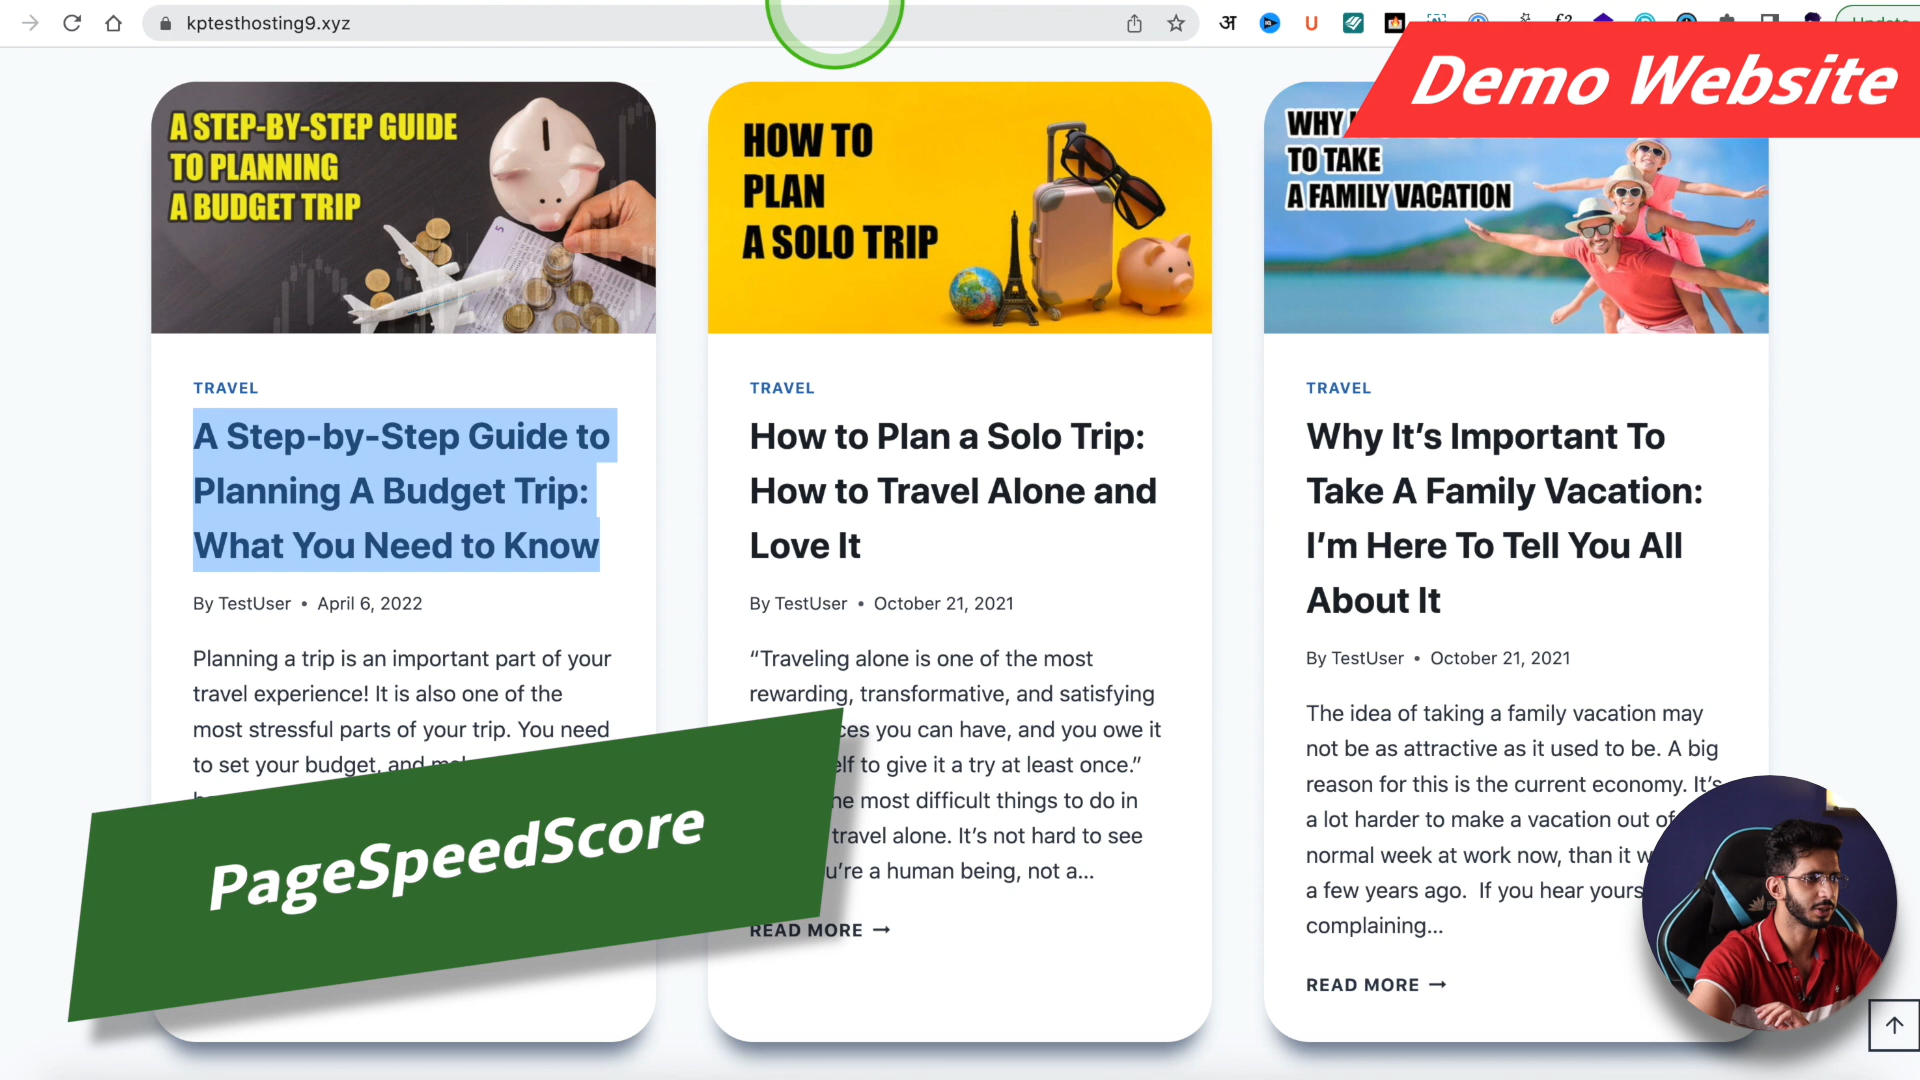 kptesthosting9.xyz
अ
U
Demo Website
A STEP-BY-STEP GUIDE
TO PLANNING
A BUDGET TRIP
HOW TO
PLAN
A SOLO TRIP
WHY
TO TAKE
A FAMILY VACATION
TRAVEL
A Step-by-Step Guide to
Planning A Budget Trip:
What You Need to Know
By TestUser • April 6, 2022
Planning a trip is an important part of your
travel experience! It is also one of the
most stressful parts of your trip. You need
to set your budget, and
TRAVEL
How to Plan a Solo Trip:
How to Travel Alone and
Love It
By TestUser • October 21, 2021
“Traveling alone is one of the most
rewarding, transformative, and satisfying
ces you can have, and you owe it
elf to give it a try at least once.”
most difficult things to do in
travel alone. It’s not hard to see
u’re a human being, not a...
READ MORE →
TRAVEL
Why It’s Important To
Take A Family Vacation:
I’m Here To Tell You All
About It
By TestUser • October 21, 2021
The idea of taking a family vacation may
not be as attractive as it used to be. A big
reason for this is the current economy. It’s
a lot harder to make a vacation out of
normal week at work now, than it
a few years ago. If you hear
complaining...
READ MORE →
PageSpeedScore